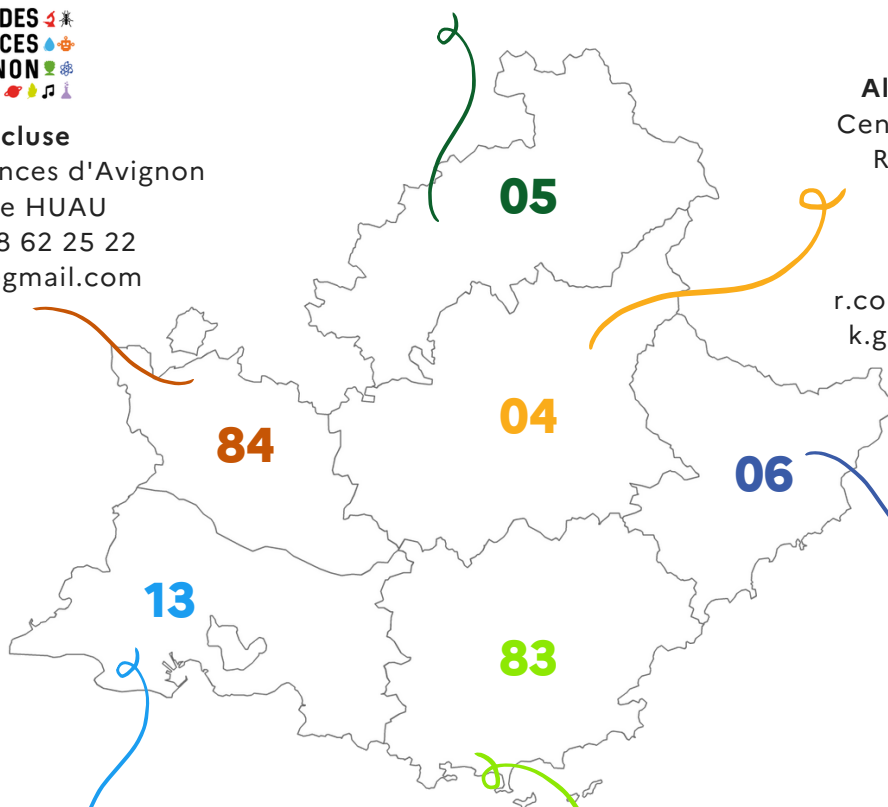 DES
CES
NON
cluse
nces d'Avignon
e HUAU
8 62 25 22
gmail.com
Al
Cen
R
r.co
k.g
05
04
84
06
13
83